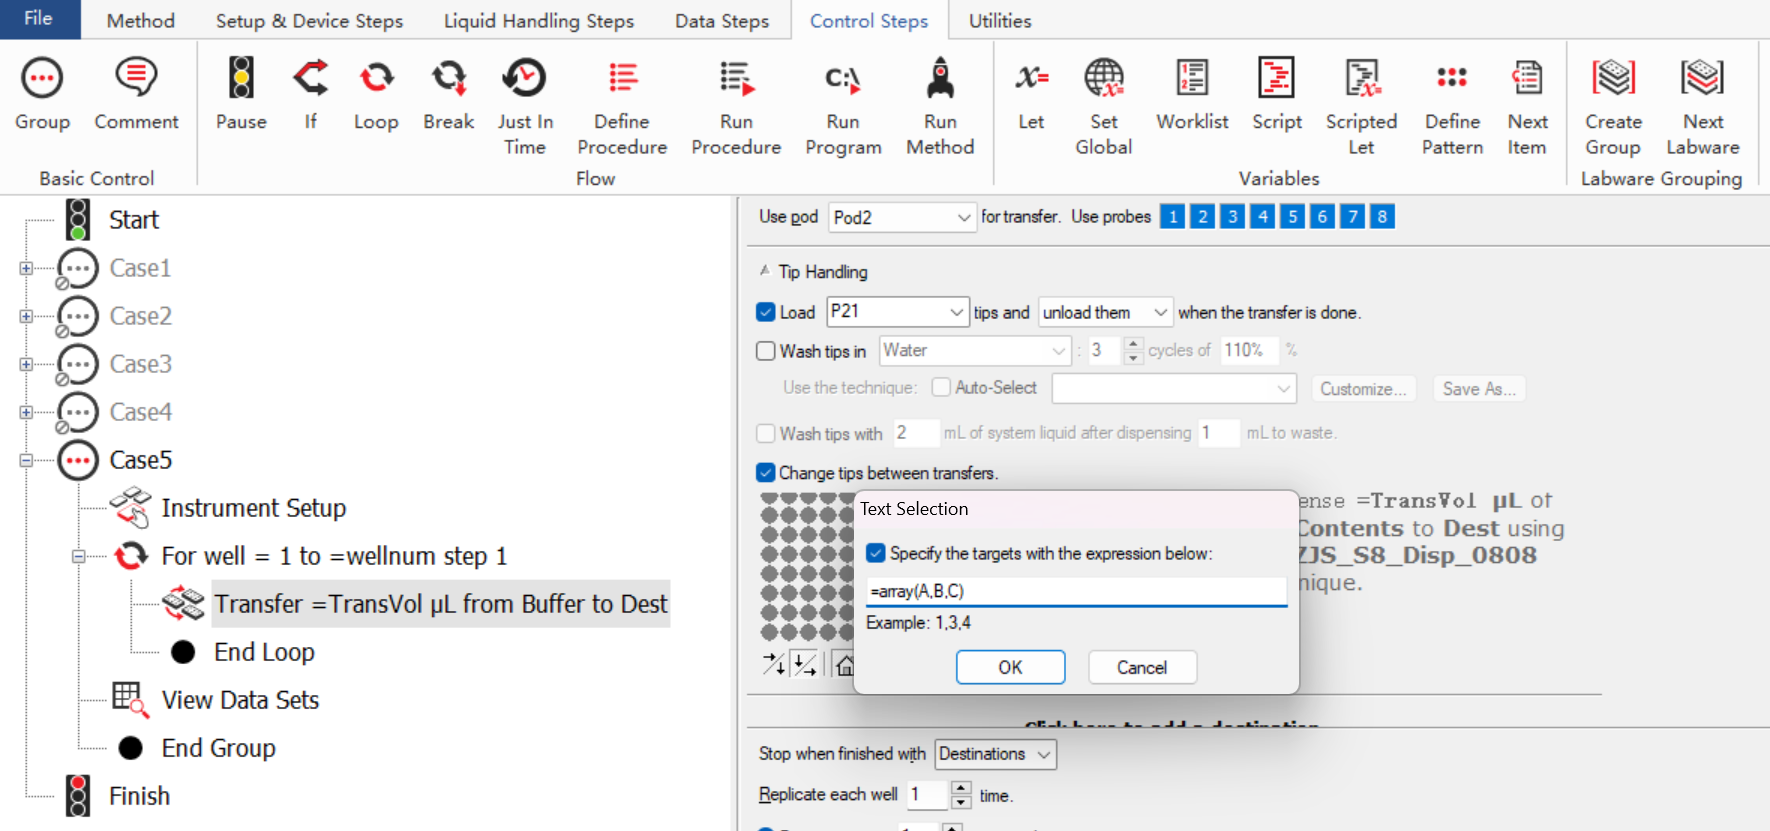 File Method Setup & Device Steps Liquid Handling Steps Data Steps Control Steps Utilities
Group Comment Pause If Loop Break Just In Time Define Procedure Run Procedure Run Program Run Method Let Set Global Worklist Script Scripted Let Define Pattern Next Item Create Group Next Labware
Basic Control Flow Variables Labware Grouping
Start
Case1
Case2
Case3
Case4
Case5
Instrument Setup
For well = 1 to =wellnum step 1
Transfer =TransVol µL from Buffer to Dest
End Loop
View Data Sets
End Group
Finish
Use pod Pod2 for transfer. Use probes 1 2 3 4 5 6 7 8
Tip Handling
Load P21 tips and unload them when the transfer is done.
Wash tips in Water : 3 cycles of 110% %
Use the technique: Auto-Select Customize... Save As...
Wash tips with 2 mL of system liquid after dispensing 1 mL to waste.
Change tips between transfers.
ense =TransVol µL of
Contents to Dest using
ZJS_S8_Disp_0808
nique.
Text Selection
Specify the targets with the expression below:
=array(A,B,C)
Example: 1,3,4
OK Cancel
Click here to add a destination
Stop when finished with Destinations
Replicate each well 1 time.